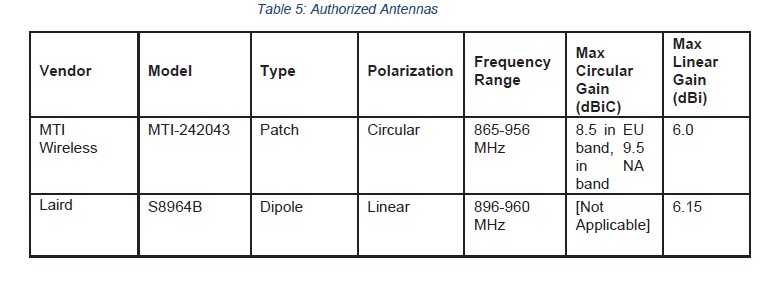 Table 5: Authorized Antennas
Vendor Model Type Polarization Frequency Range Max Circular Gain (dBiC) Max Linear Gain (dBi)
MTI Wireless MTI-242043 Patch Circular 865-956 MHz 8.5 in EU band, 9.5 in NA band 6.0
Laird S8964B Dipole Linear 896-960 MHz [Not Applicable] 6.15